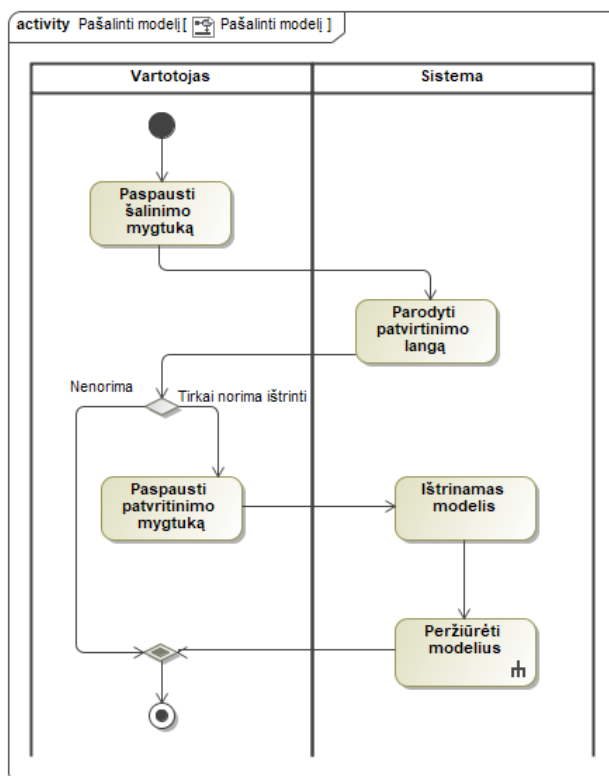 activity Pašalinti modelį [ Pašalinti modelį ]
Vartotojas
Sistema
Paspausti
šalinimo
mygtuką
Parodyti
patvirtinimo
langą
Nenorima
Tirkai norima ištrinti
Paspausti
patvritinimo
mygtuką
Ištrinamas
modelis
Peržiūrėti
modelius